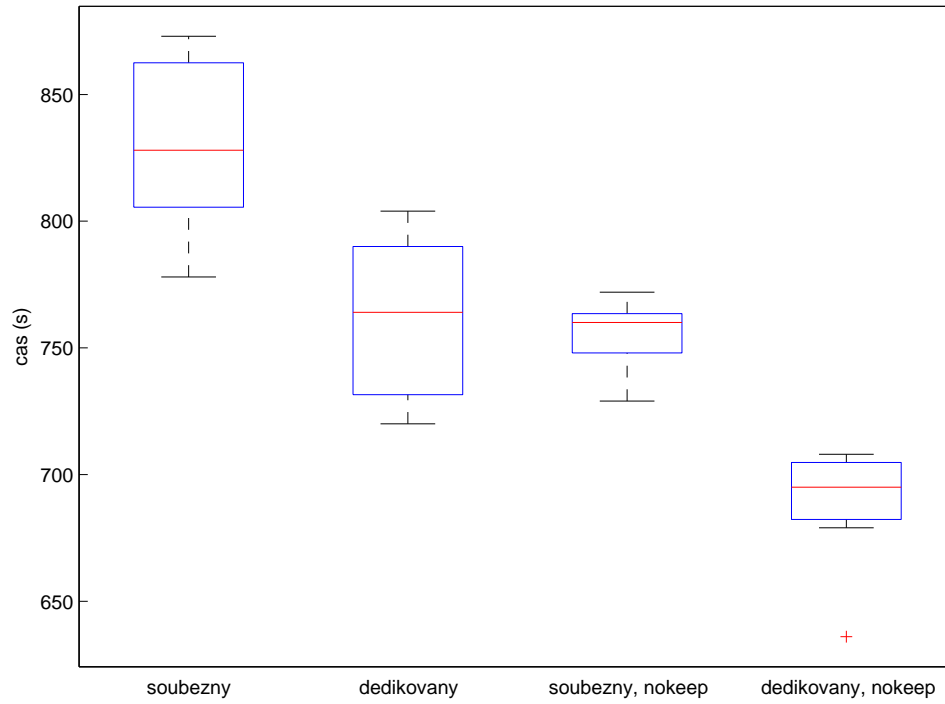 850
800
750
700
650
cas (s)
soubezny
dedikovany
soubezny, nokeep
dedikovany, nokeep